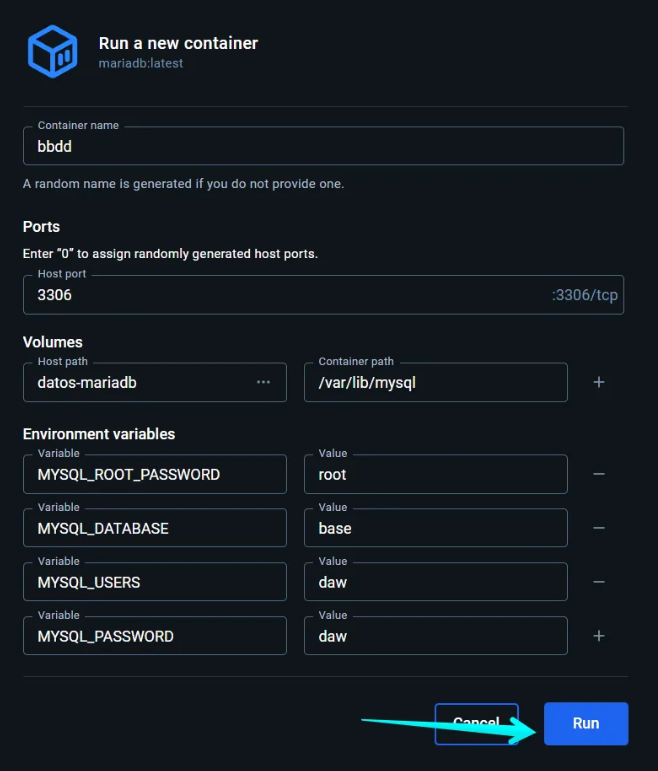 Run a new container
mariadb:latest
Container name
bbdd
A random name is generated if you do not provide one.
Ports
Enter “0” to assign randomly generated host ports.
Host port
3306 :3306/tcp
Volumes
Host path Container path
datos-mariadb ··· /var/lib/mysql +
Environment variables
Variable Value
MYSQL_ROOT_PASSWORD root −
Variable Value
MYSQL_DATABASE base −
Variable Value
MYSQL_USERS daw −
Variable Value
MYSQL_PASSWORD daw +
Cancel Run